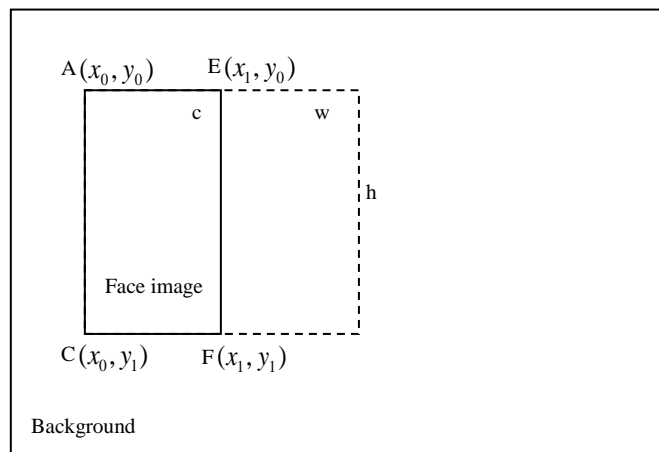 A(x₀, y₀) E(x₁, y₀)
c w
h
Face image
C(x₀, y₁) F(x₁, y₁)
Background